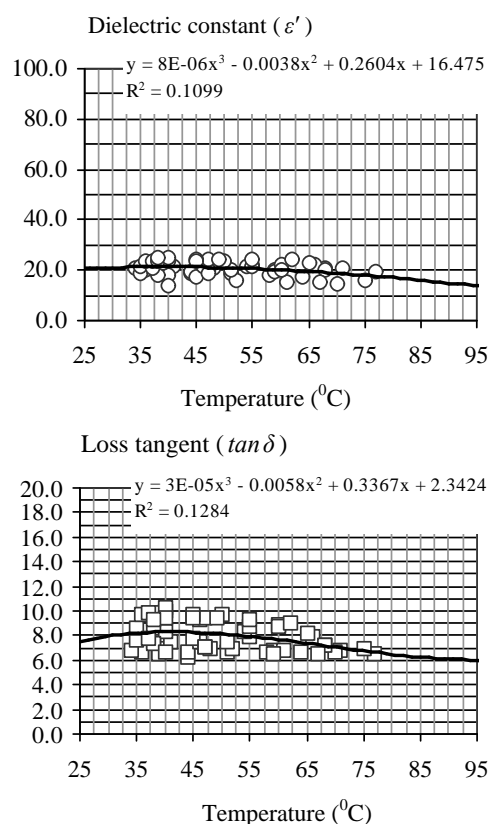 Dielectric constant ( ε′ )
y = 8E-06x³ - 0.0038x² + 0.2604x + 16.475
R² = 0.1099
100.0
80.0
60.0
40.0
20.0
0.0
25 35 45 55 65 75 85 95
Temperature (⁰C)
Loss tangent ( tan δ )
y = 3E-05x³ - 0.0058x² + 0.3367x + 2.3424
R² = 0.1284
20.0
18.0
16.0
14.0
12.0
10.0
8.0
6.0
4.0
2.0
0.0
25 35 45 55 65 75 85 95
Temperature (⁰C)